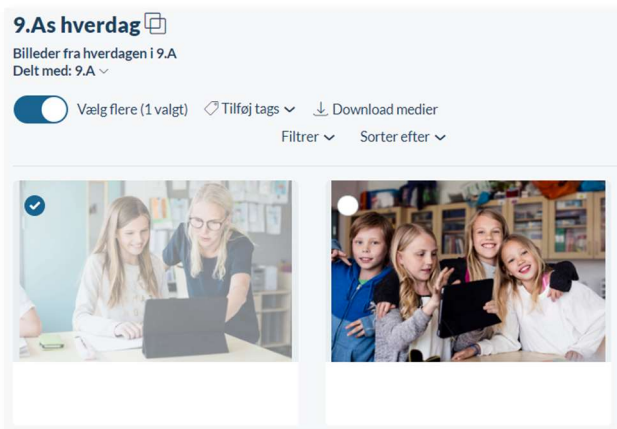 9.As hverdag
Billeder fra hverdagen i 9.A
Delt med: 9.A
Vælg flere (1 valgt) Tilføj tags Download medier
Filtrer Sorter efter